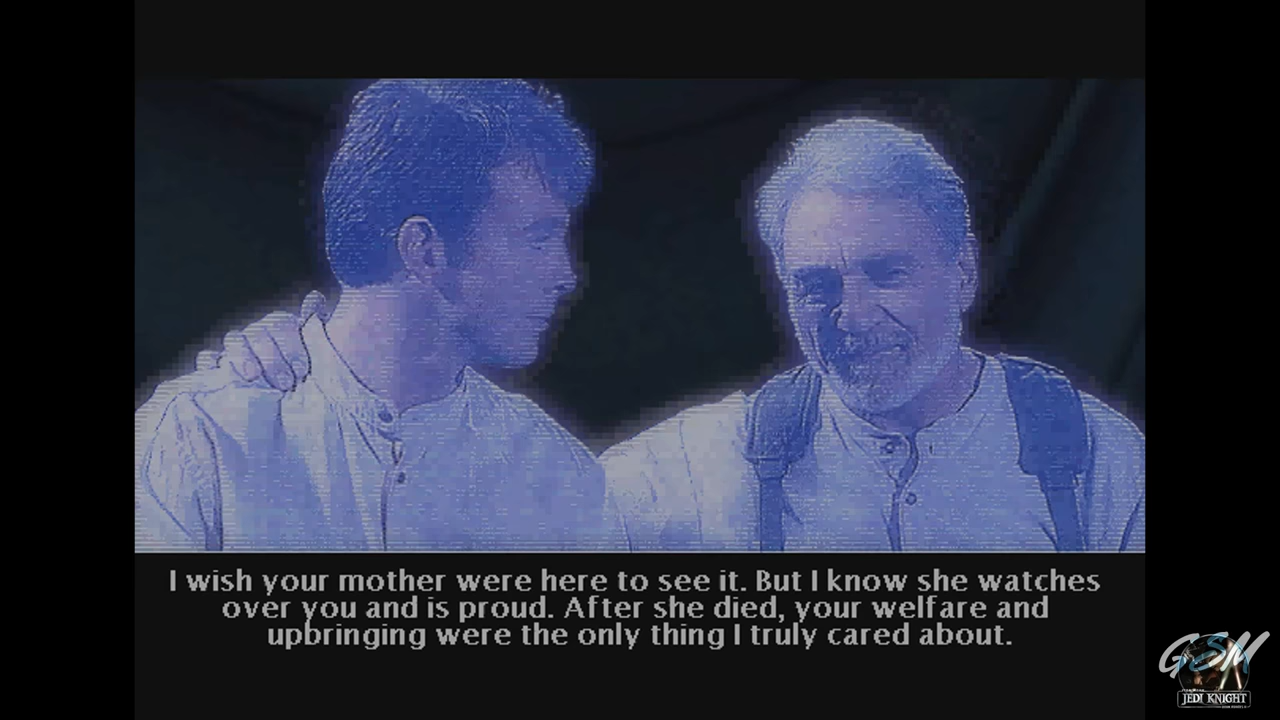 I wish your mother were here to see it. But I know she watches
over you and is proud. After she died, your welfare and
upbringing were the only thing I truly cared about.
GSM
JEDI KNIGHT